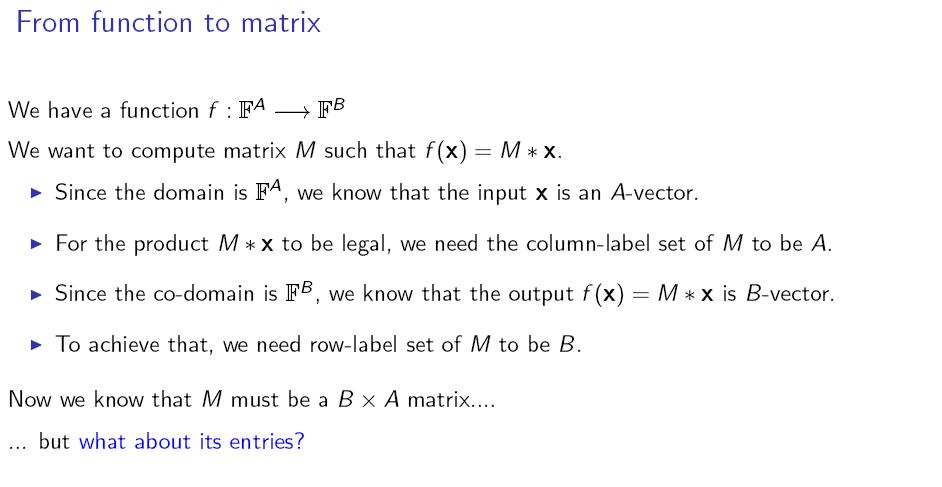 From function to matrix
We have a function f : 𝔽^A ⟶ 𝔽^B
We want to compute matrix M such that f(x) = M ∗ x.
▶ Since the domain is 𝔽^A, we know that the input x is an A-vector.
▶ For the product M ∗ x to be legal, we need the column-label set of M to be A.
▶ Since the co-domain is 𝔽^B, we know that the output f(x) = M ∗ x is B-vector.
▶ To achieve that, we need row-label set of M to be B.
Now we know that M must be a B × A matrix....
... but what about its entries?